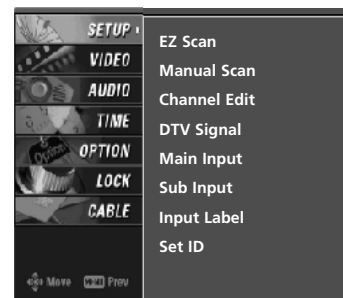 SETUP
VIDEO
AUDIO
TIME
OPTION
LOCK
CABLE
Move MENU Prev
EZ Scan
Manual Scan
Channel Edit
DTV Signal
Main Input
Sub Input
Input Label
Set ID